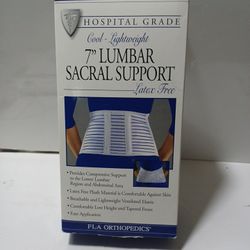 HOSPITAL GRADE
Cool - Lightweight
7" LUMBAR
SACRAL SUPPORT
Latex Free
• Provides Compressive Support
to the Lower Lumbar
Region and Abdominal Area
• Latex Free Plush Material is Comfortable Against Skin
• Breathable and Lightweight Ventilated Elastic
• Comfortable Low Height and Tapered Front
• Easy Application
FLA ORTHOPEDICS®